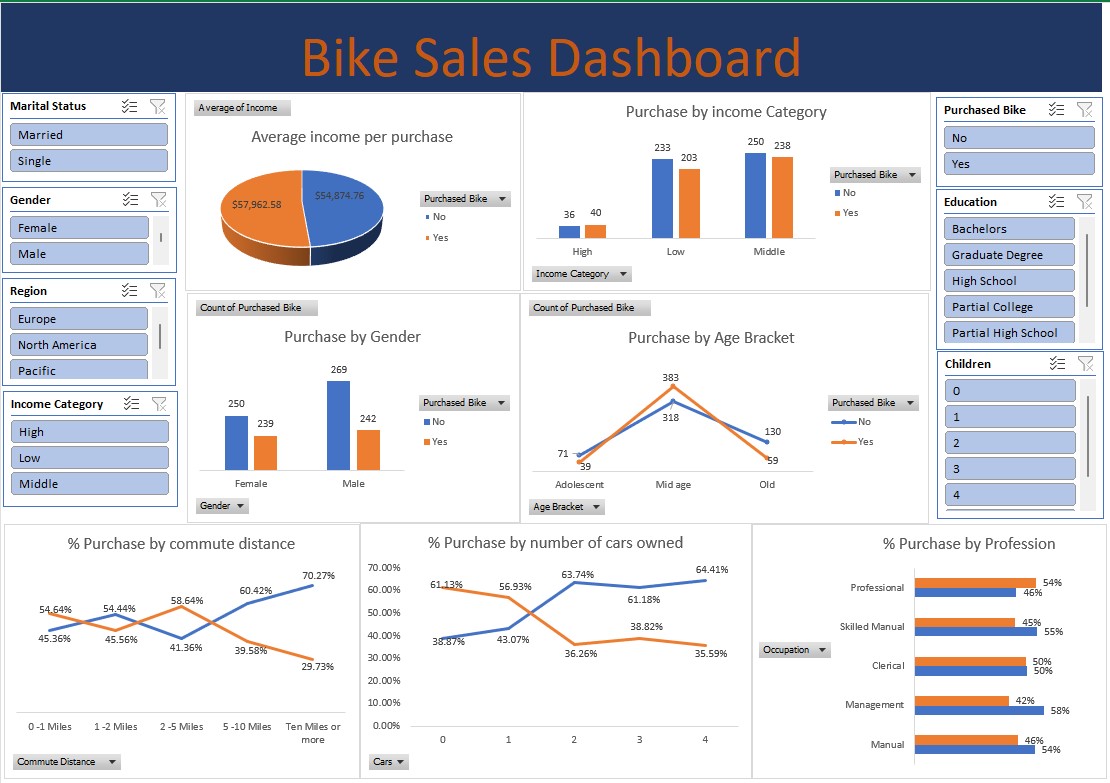 Bike Sales Dashboard
Marital Status
Married
Single
Gender
Female
Male
Region
Europe
North America
Pacific
Income Category
High
Low
Middle
Average of Income
Average income per purchase
$57,962.58
$54,874.76
Purchased Bike
No
Yes
Purchase by income Category
36
40
233
203
250
238
High
Low
Middle
Purchased Bike
No
Yes
Income Category
Purchased Bike
No
Yes
Education
Bachelors
Graduate Degree
High School
Partial College
Partial High School
Children
0
1
2
3
4
Count of Purchased Bike
Purchase by Gender
250
239
269
242
Female
Male
Purchased Bike
No
Yes
Gender
Count of Purchased Bike
Purchase by Age Bracket
71
39
383
318
130
59
Adolescent
Mid age
Old
Purchased Bike
No
Yes
Age Bracket
% Purchase by commute distance
54.64%
45.36%
54.44%
45.56%
58.64%
41.36%
60.42%
39.58%
70.27%
29.73%
0 -1 Miles
1 -2 Miles
2 -5 Miles
5 -10 Miles
Ten Miles or
more
Commute Distance
% Purchase by number of cars owned
70.00%
60.00%
50.00%
40.00%
30.00%
20.00%
10.00%
0.00%
61.13%
38.87%
56.93%
43.07%
63.74%
36.26%
61.18%
38.82%
64.41%
35.59%
0
1
2
3
4
Cars
% Purchase by Profession
Occupation
Professional
54%
46%
Skilled Manual
45%
55%
Clerical
50%
50%
Management
42%
58%
Manual
46%
54%